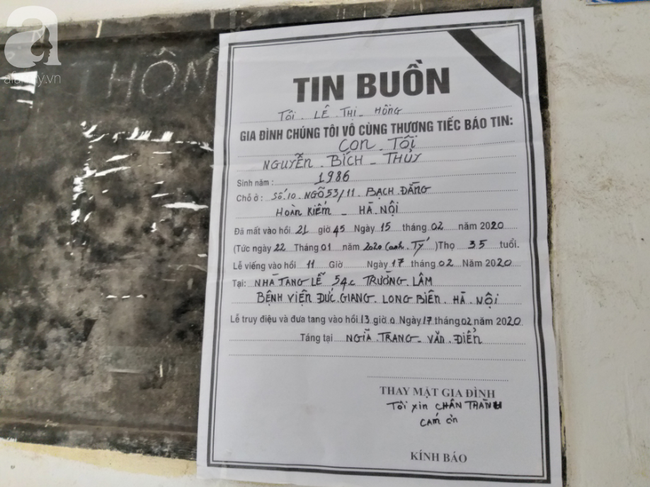 a
THÔN
TIN BUỒN
TÔI LÊ THỊ HỒNG
GIA ĐÌNH CHÚNG TÔI VÔ CÙNG THƯƠNG TIẾC BÁO TIN:
CON TÔI
NGUYỄN BÍCH THỦY
Sinh năm : 1986
Chỗ ở : Số 10 NGÕ 53/11 BẠCH ĐẰNG
HOÀN KIẾM - HÀ NỘI
Đã mất vào hồi 21 giờ 45 Ngày 15 tháng 02 năm 2020
(Tức ngày 22 Tháng 01 năm 2020 (Canh Tý) Thọ 35 tuổi.
Lễ viếng vào hồi 11 Giờ Ngày 17 tháng 02 Năm 2020
Tại: NHÀ TANG LỄ 54c TRƯỜNG LÂM
BỆNH VIỆN ĐỨC GIANG LONG BIÊN HÀ NỘI
Lễ truy điệu và đưa tang vào hồi 13 giờ 0 Ngày 17 tháng 02 năm 2020
Táng tại NGHĨA TRANG VĂN ĐIỂN
THAY MẶT GIA ĐÌNH
Tôi xin CHÂN THÀNH
CẢM ƠN
KÍNH BÁO